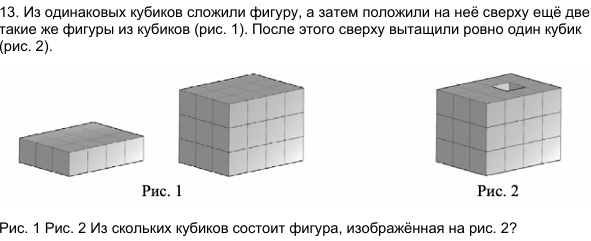 13. Из одинаковых кубиков сложили фигуру, а затем положили на неё сверху ещё две
такие же фигуры из кубиков (рис. 1). После этого сверху вытащили ровно один кубик
(рис. 2).
Рис. 1
Рис. 2
Рис. 1 Рис. 2 Из скольких кубиков состоит фигура, изображённая на рис. 2?